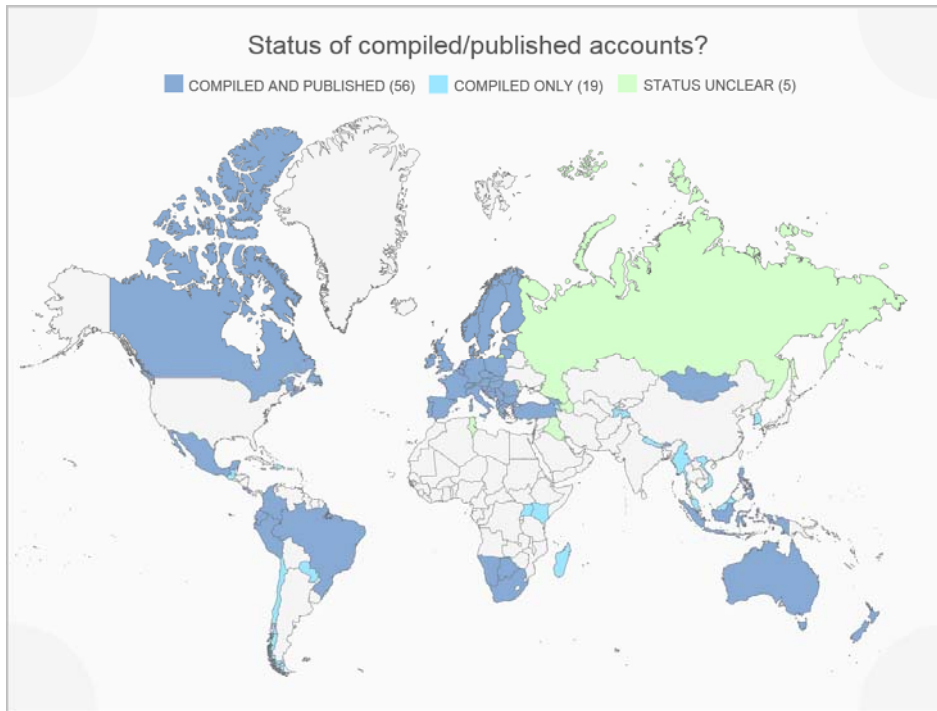 Status of compiled/published accounts?
COMPILED AND PUBLISHED (56) COMPILED ONLY (19) STATUS UNCLEAR (5)